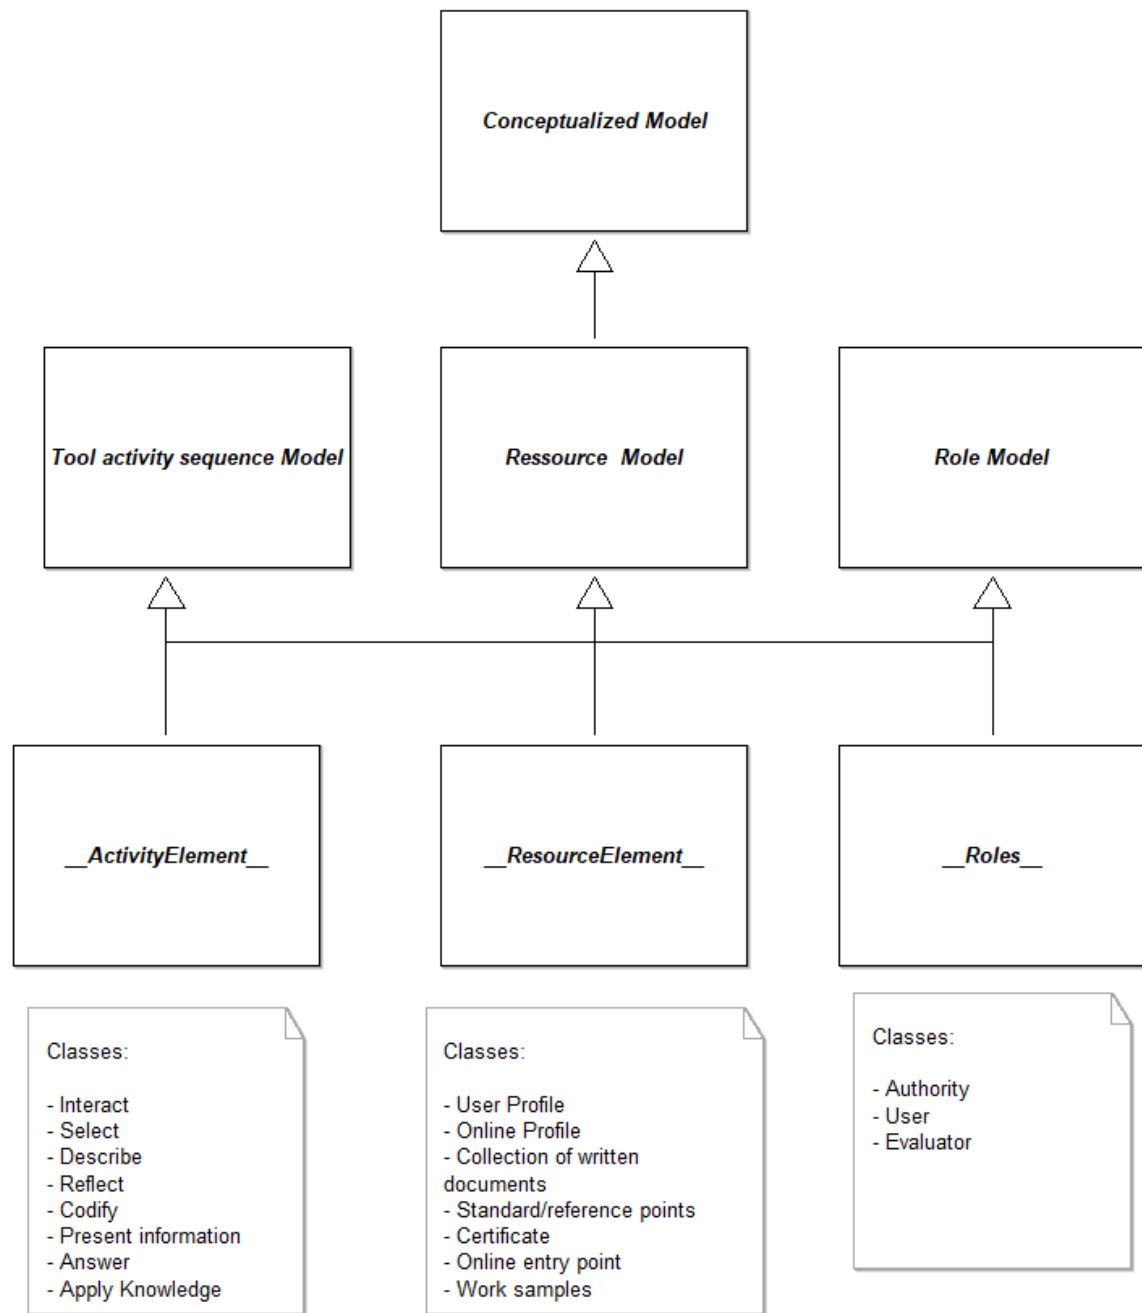 Conceptualized Model
Tool activity sequence Model
Ressource  Model
Role Model
__ActivityElement__
__ResourceElement__
__Roles__
Classes:
- Interact
- Select
- Describe
- Reflect
- Codify
- Present information
- Answer
- Apply Knowledge
Classes:
- User Profile
- Online Profile
- Collection of written
documents
- Standard/reference points
- Certificate
- Online entry point
- Work samples
Classes:
- Authority
- User
- Evaluator